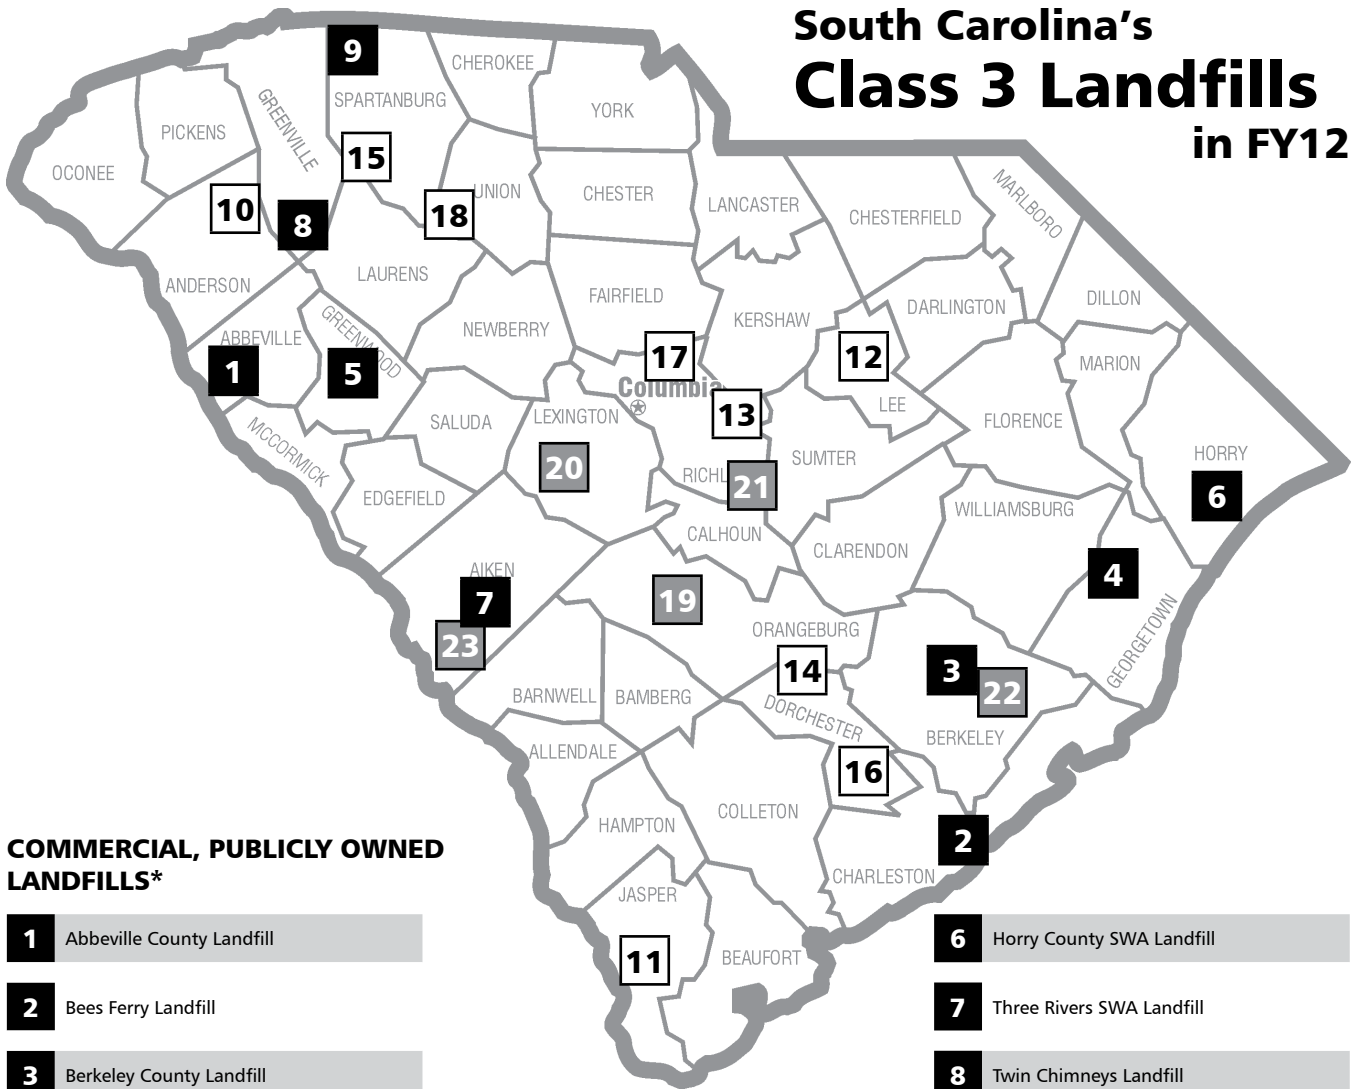 South Carolina's
Class 3 Landfills
in FY12
9
CHEROKEE
SPARTANBURG
YORK
GREENVILLE
PICKENS
15
OCONEE
10
8
18
UNION
CHESTER
LANCASTER
CHESTERFIELD
MARLBORO
ANDERSON
LAURENS
FAIRFIELD
KERSHAW
DARLINGTON
DILLON
ABBEVILLE
GREENWOOD
NEWBERRY
1
5
17
12
MARION
Columbia
13
LEE
SALUDA
LEXINGTON
FLORENCE
MCCORMICK
20
RICHL
21
SUMTER
HORRY
6
EDGEFIELD
WILLIAMSBURG
CALHOUN
CLARENDON
AIKEN
7
23
19
4
ORANGEBURG
GEORGETOWN
14
3
22
BARNWELL
BAMBERG
DORCHESTER
BERKELEY
ALLENDALE
16
HAMPTON
COLLETON
2
CHARLESTON
JASPER
11
BEAUFORT
COMMERCIAL, PUBLICLY OWNED
LANDFILLS*
1 Abbeville County Landfill
2 Bees Ferry Landfill
3 Berkeley County Landfill
6 Horry County SWA Landfill
7 Three Rivers SWA Landfill
8 Twin Chimneys Landfill